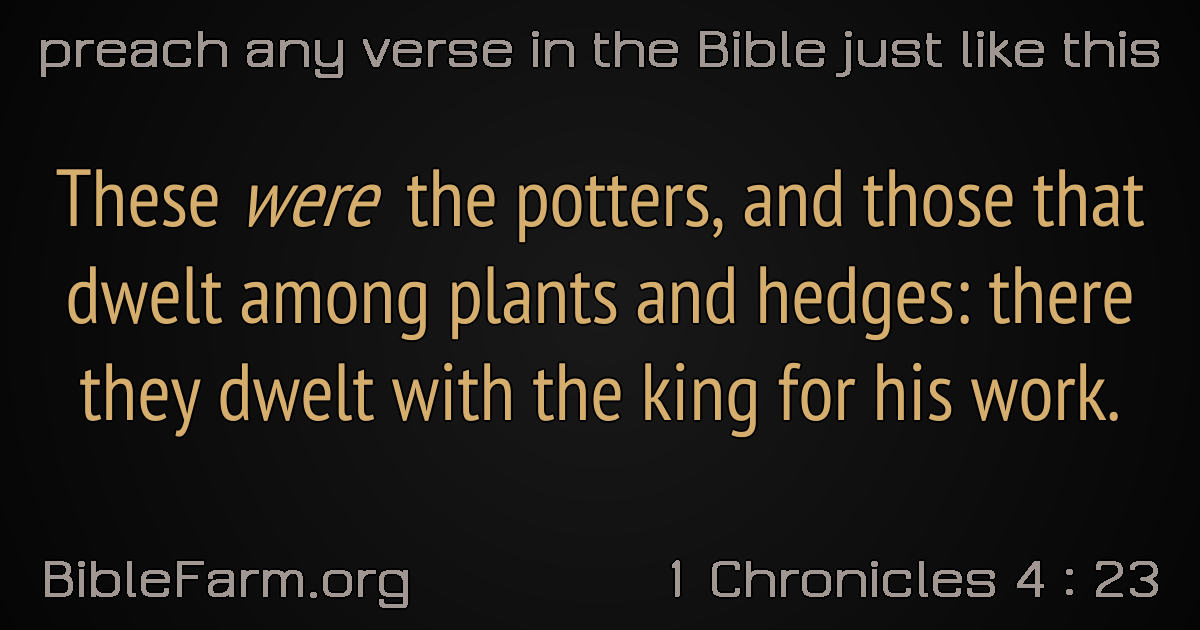 preach any verse in the Bible just like this
These were the potters, and those that
dwelt among plants and hedges: there
they dwelt with the king for his work.
BibleFarm.org
1 Chronicles 4 : 23